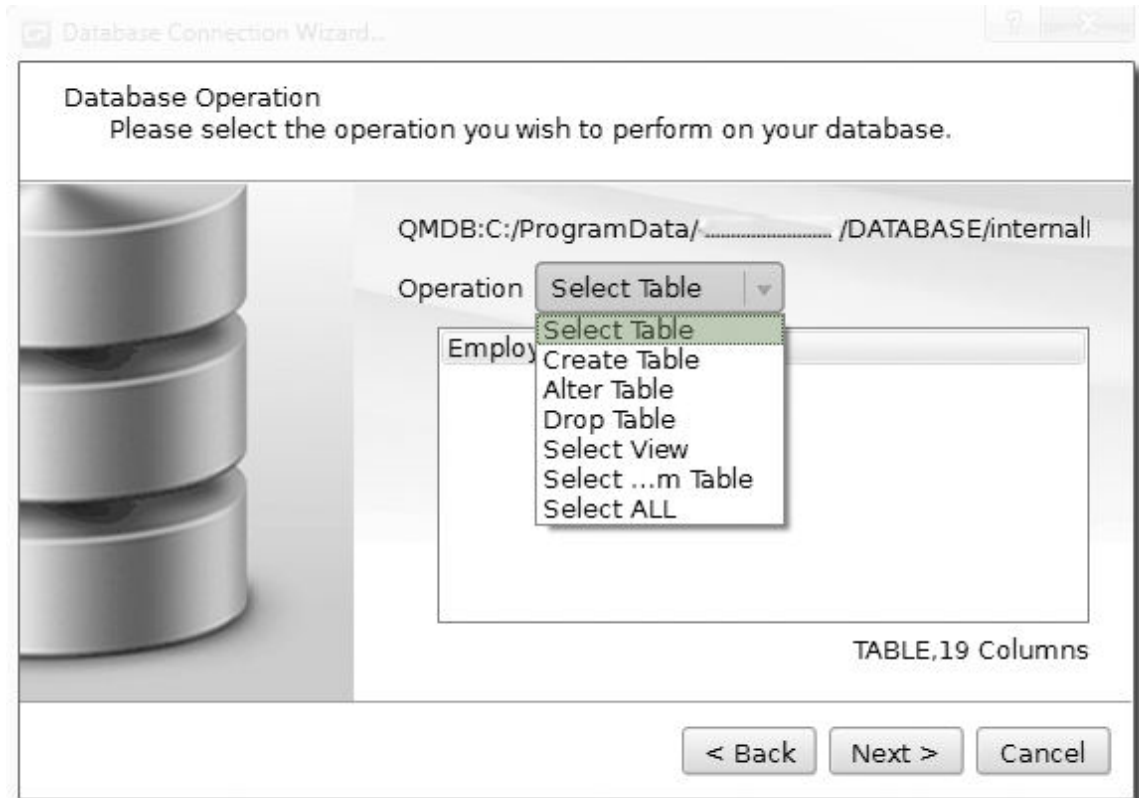 Database Connection Wizard...
Database Operation
Please select the operation you wish to perform on your database.
QMDB:C:/ProgramData/ /DATABASE/internal
Operation Select Table
Employ
Select Table
Create Table
Alter Table
Drop Table
Select View
Select ...m Table
Select ALL
TABLE,19 Columns
< Back Next > Cancel